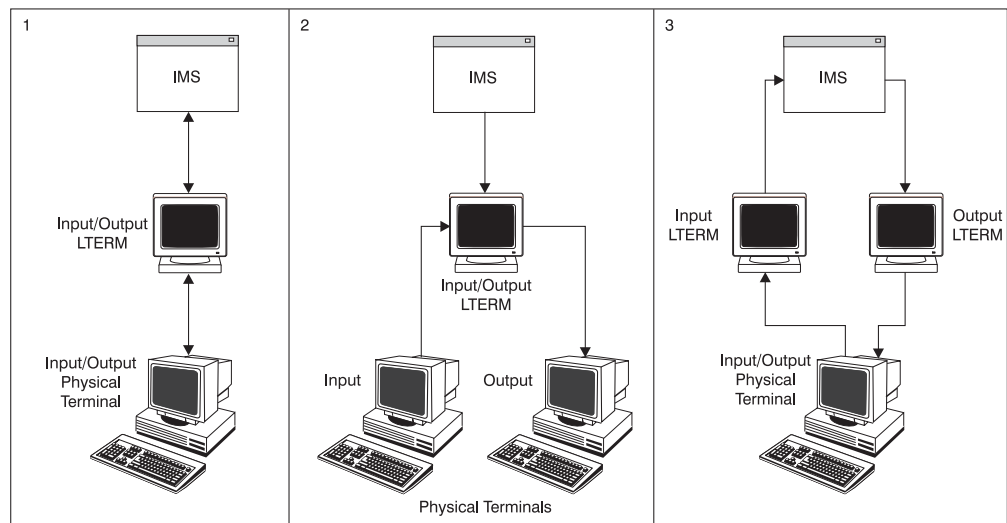 1
IMS
Input/Output
LTERM
Input/Output
Physical
Terminal
2
IMS
Input/Output
LTERM
Input
Output
Physical Terminals
3
IMS
Input
LTERM
Output
LTERM
Input/Output
Physical
Terminal